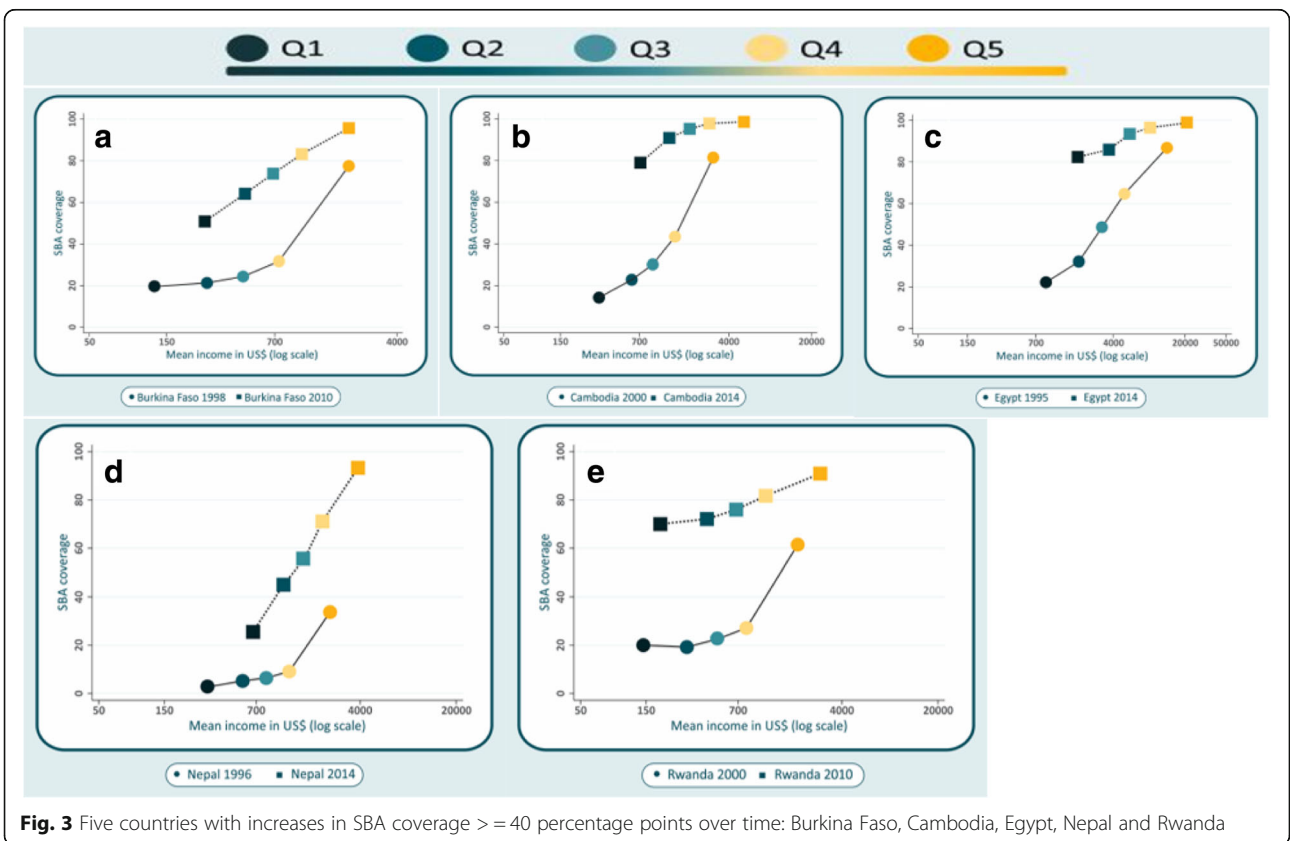 Q1 Q2 Q3 Q4 Q5
a
SBA coverage
100
80
60
40
20
0
50 150 700 4000
Mean income in US$ (log scale)
Burkina Faso 1998 Burkina Faso 2010
b
SBA coverage
100
80
60
40
20
0
50 150 700 4000 20000
Mean income in US$ (log scale)
Cambodia 2000 Cambodia 2014
c
SBA coverage
100
80
60
40
20
0
50 150 700 4000 20000 50000
Mean income in US$ (log scale)
Egypt 1995 Egypt 2014
d
SBA coverage
100
80
60
40
20
0
50 150 700 4000 20000
Mean income in US$ (log scale)
Nepal 1996 Nepal 2014
e
SBA coverage
100
80
60
40
20
0
50 150 700 4000 20000
Mean income in US$ (log scale)
Rwanda 2000 Rwanda 2010
Fig. 3 Five countries with increases in SBA coverage > = 40 percentage points over time: Burkina Faso, Cambodia, Egypt, Nepal and Rwanda